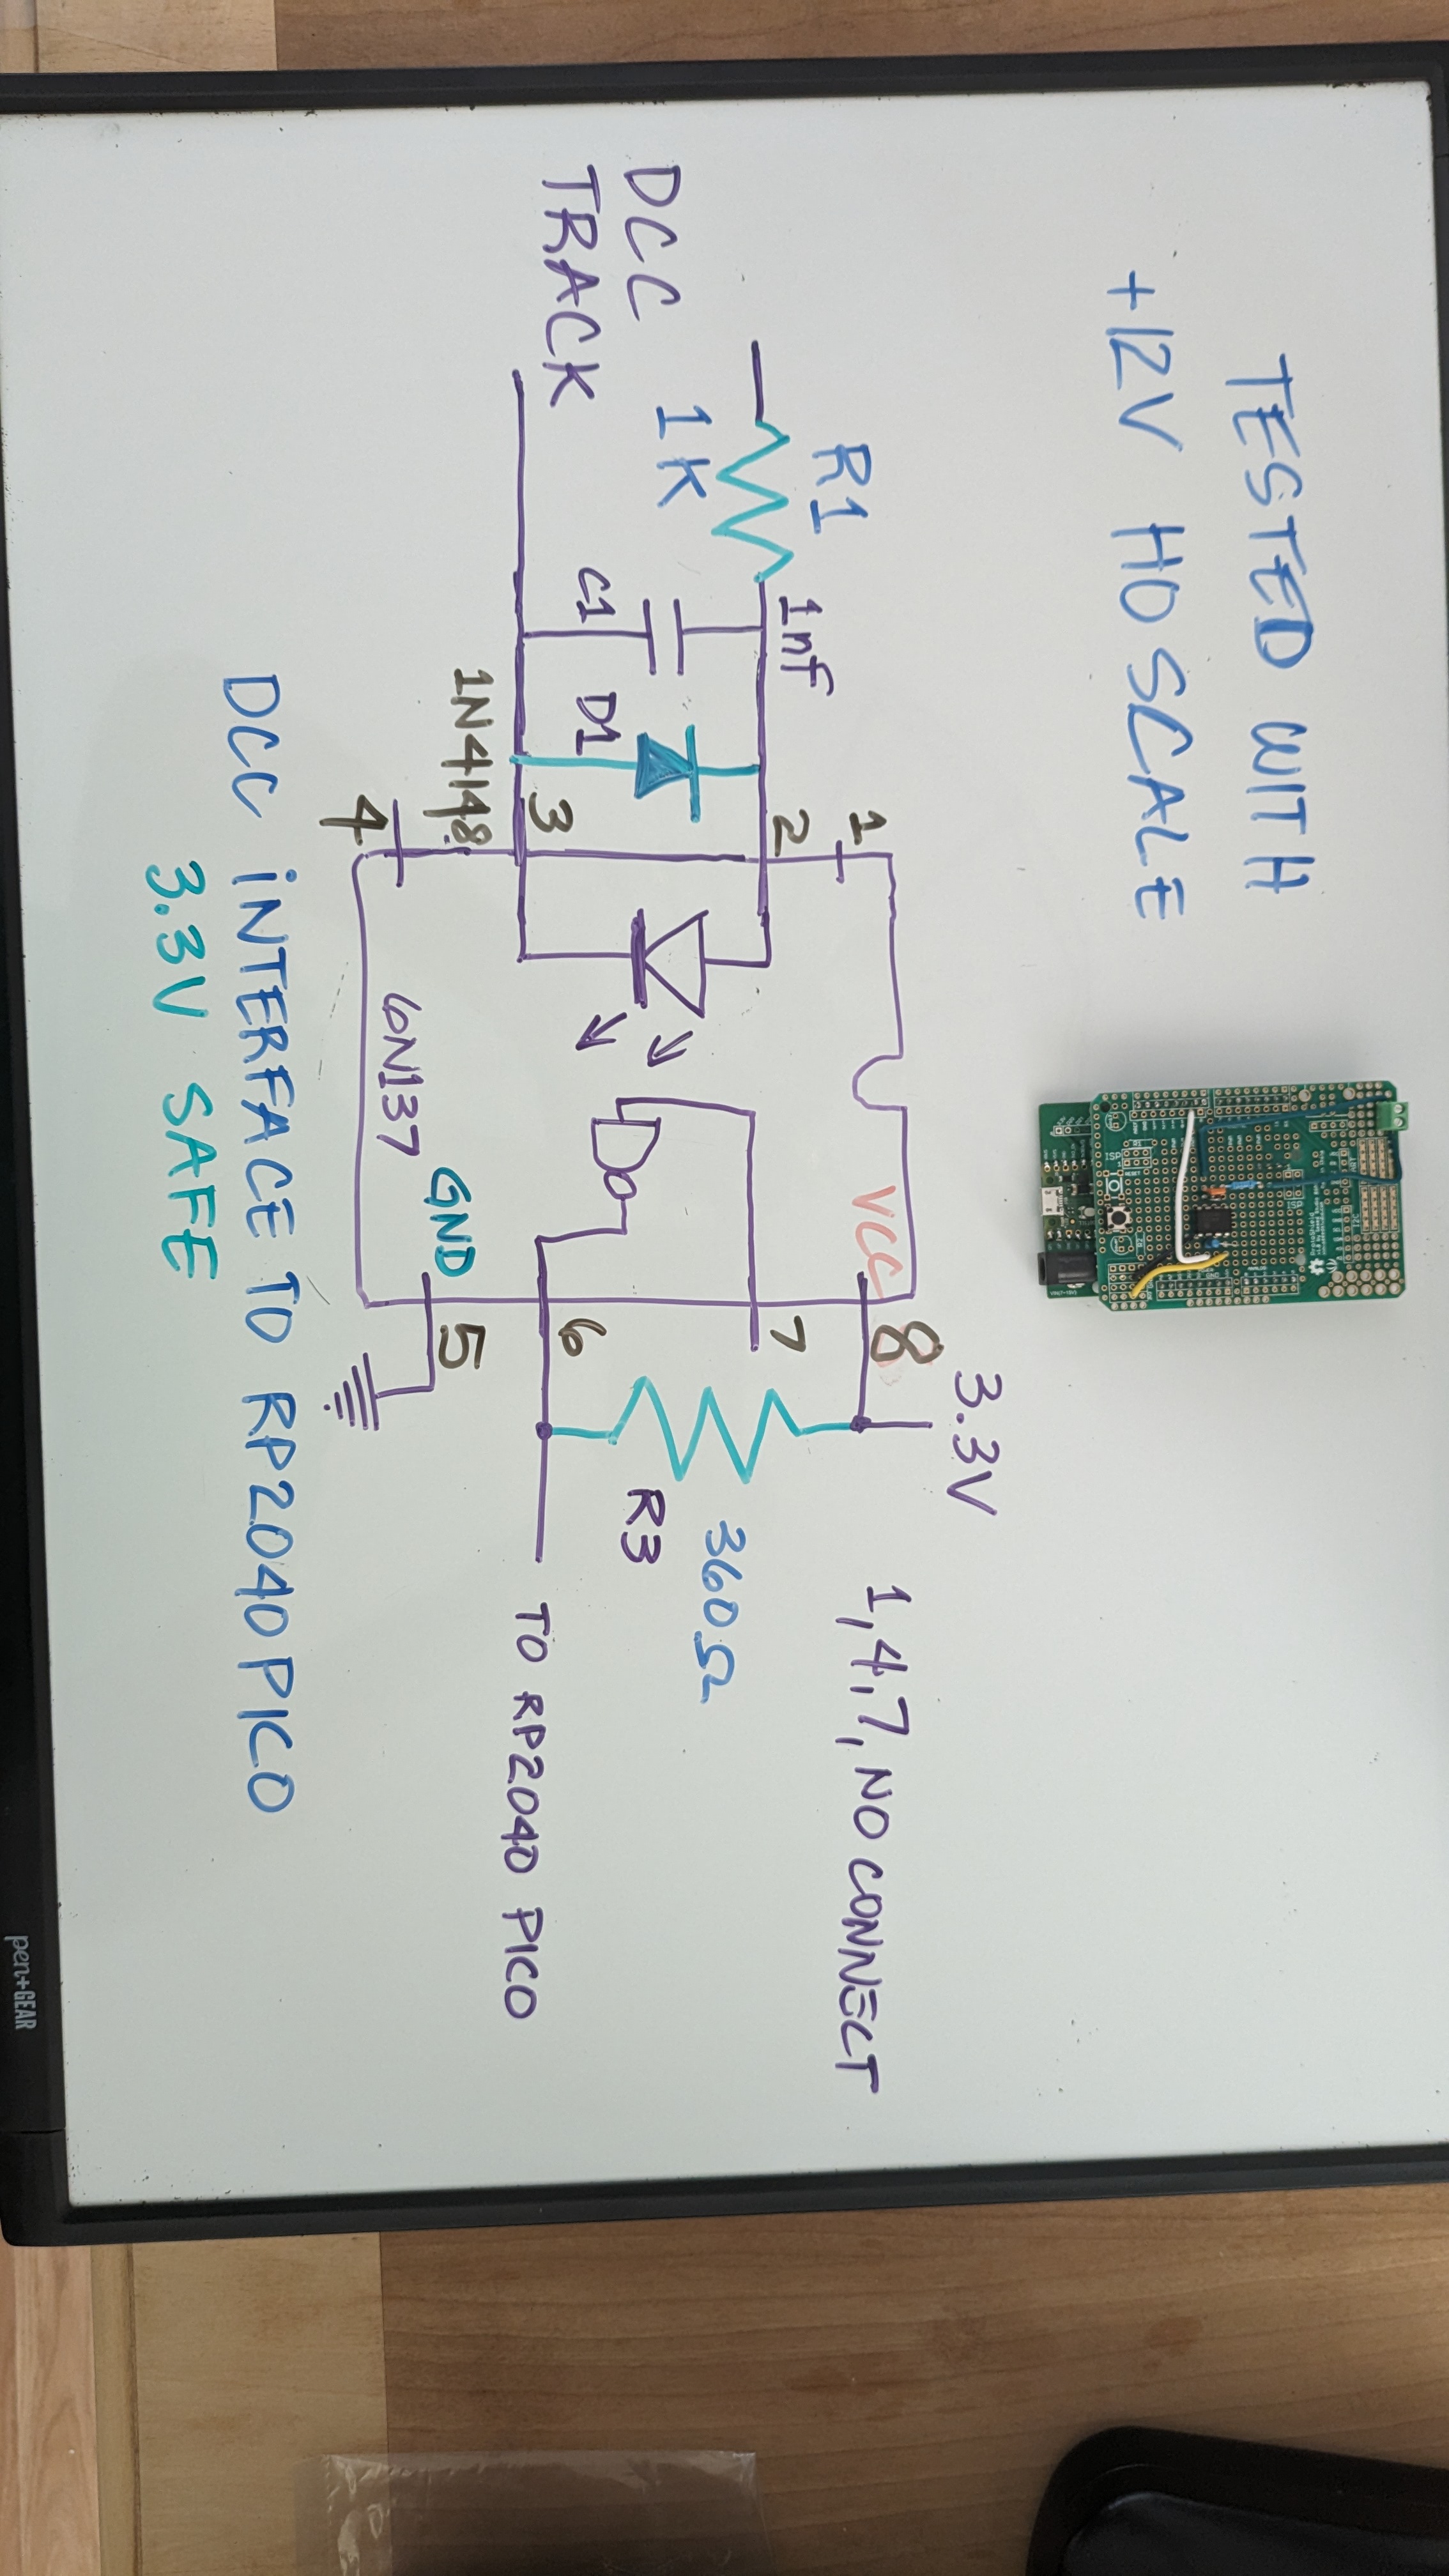 TESTED WITH
+12V HO SCALE
3.3V
1,4,7, NO CONNECT
R1
1K
1nF
DCC
TRACK
C1
D1
1N4148
1
2
3
4
VCC
8
7
6
5
GND
6N137
360Ω
R3
TO RP2040 PICO
DCC iNTERFACE TO RP2040 PICO
3.3V SAFE
ISP
pen+GEAR